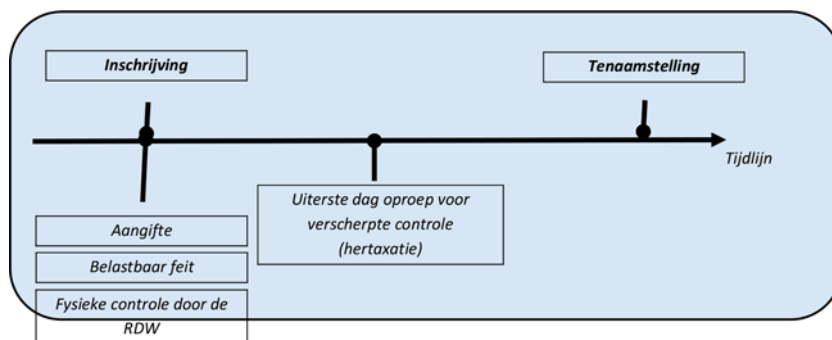 Inschrijving
Tenaamstelling
Tijdlijn
Uiterste dag oproep voor
verscherpte controle
(hertaxatie)
Aangifte
Belastbaar feit
Fysieke controle door de
RDW